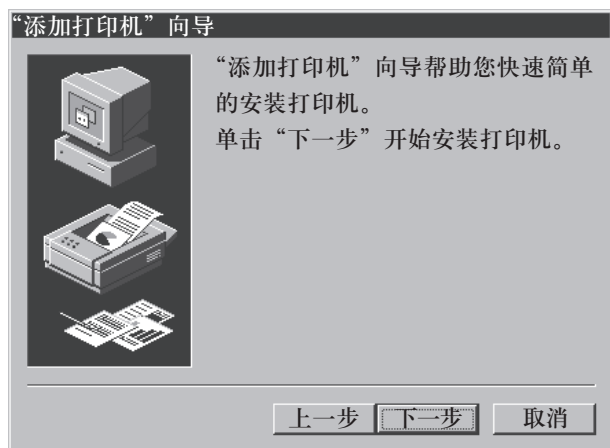 “添加打印机”向导
“添加打印机”向导帮助您快速简单
的安装打印机。
单击“下一步”开始安装打印机。
上一步 下一步 取消